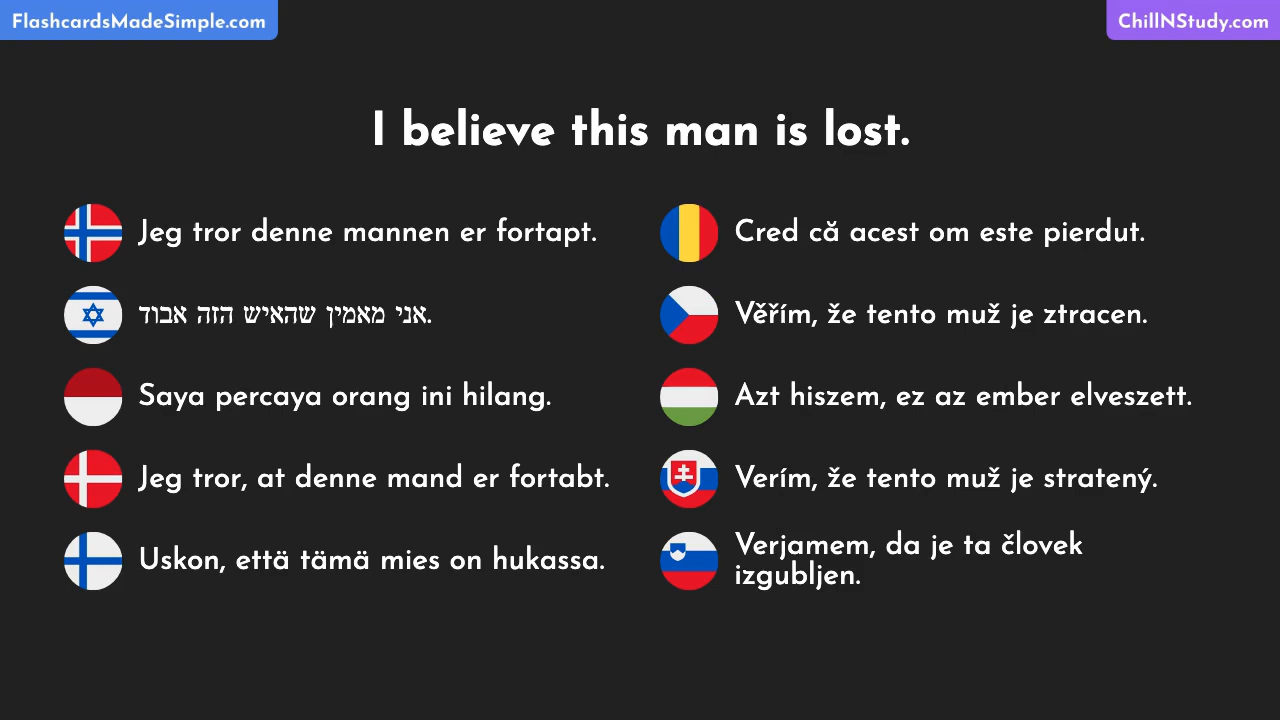 FlashcardsMadeSimple.com
ChillNStudy.com
I believe this man is lost.
Jeg tror denne mannen er fortapt.
אני מאמין שהאיש הזה אבוד.
Saya percaya orang ini hilang.
Jeg tror, at denne mand er fortabt.
Uskon, että tämä mies on hukassa.
Cred că acest om este pierdut.
Věřím, že tento muž je ztracen.
Azt hiszem, ez az ember elveszett.
Verím, že tento muž je stratený.
Verjamem, da je ta človek
izgubljen.